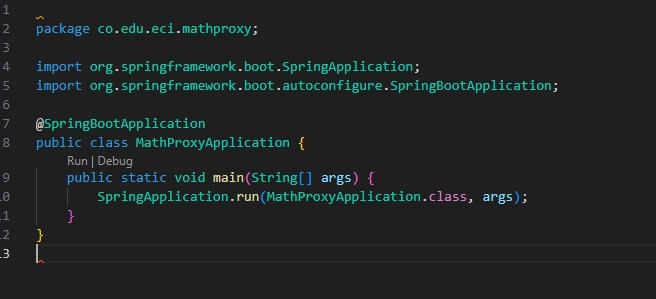 1
2 package co.edu.eci.mathproxy;
3
4 import org.springframework.boot.SpringApplication;
5 import org.springframework.boot.autoconfigure.SpringBootApplication;
6
7 @SpringBootApplication
8 public class MathProxyApplication {
Run | Debug
9 public static void main(String[] args) {
10 SpringApplication.run(MathProxyApplication.class, args);
11 }
12 }
13